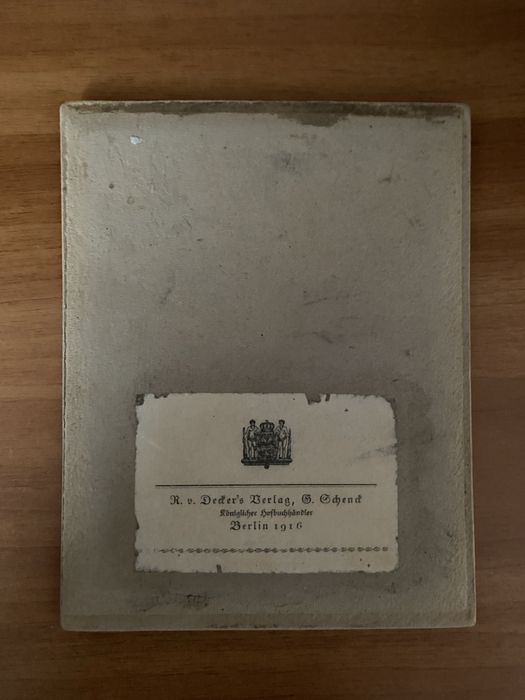 R. v. Decker's Verlag, G. Schenck
Königlicher Hofbuchhändler
Berlin 1916